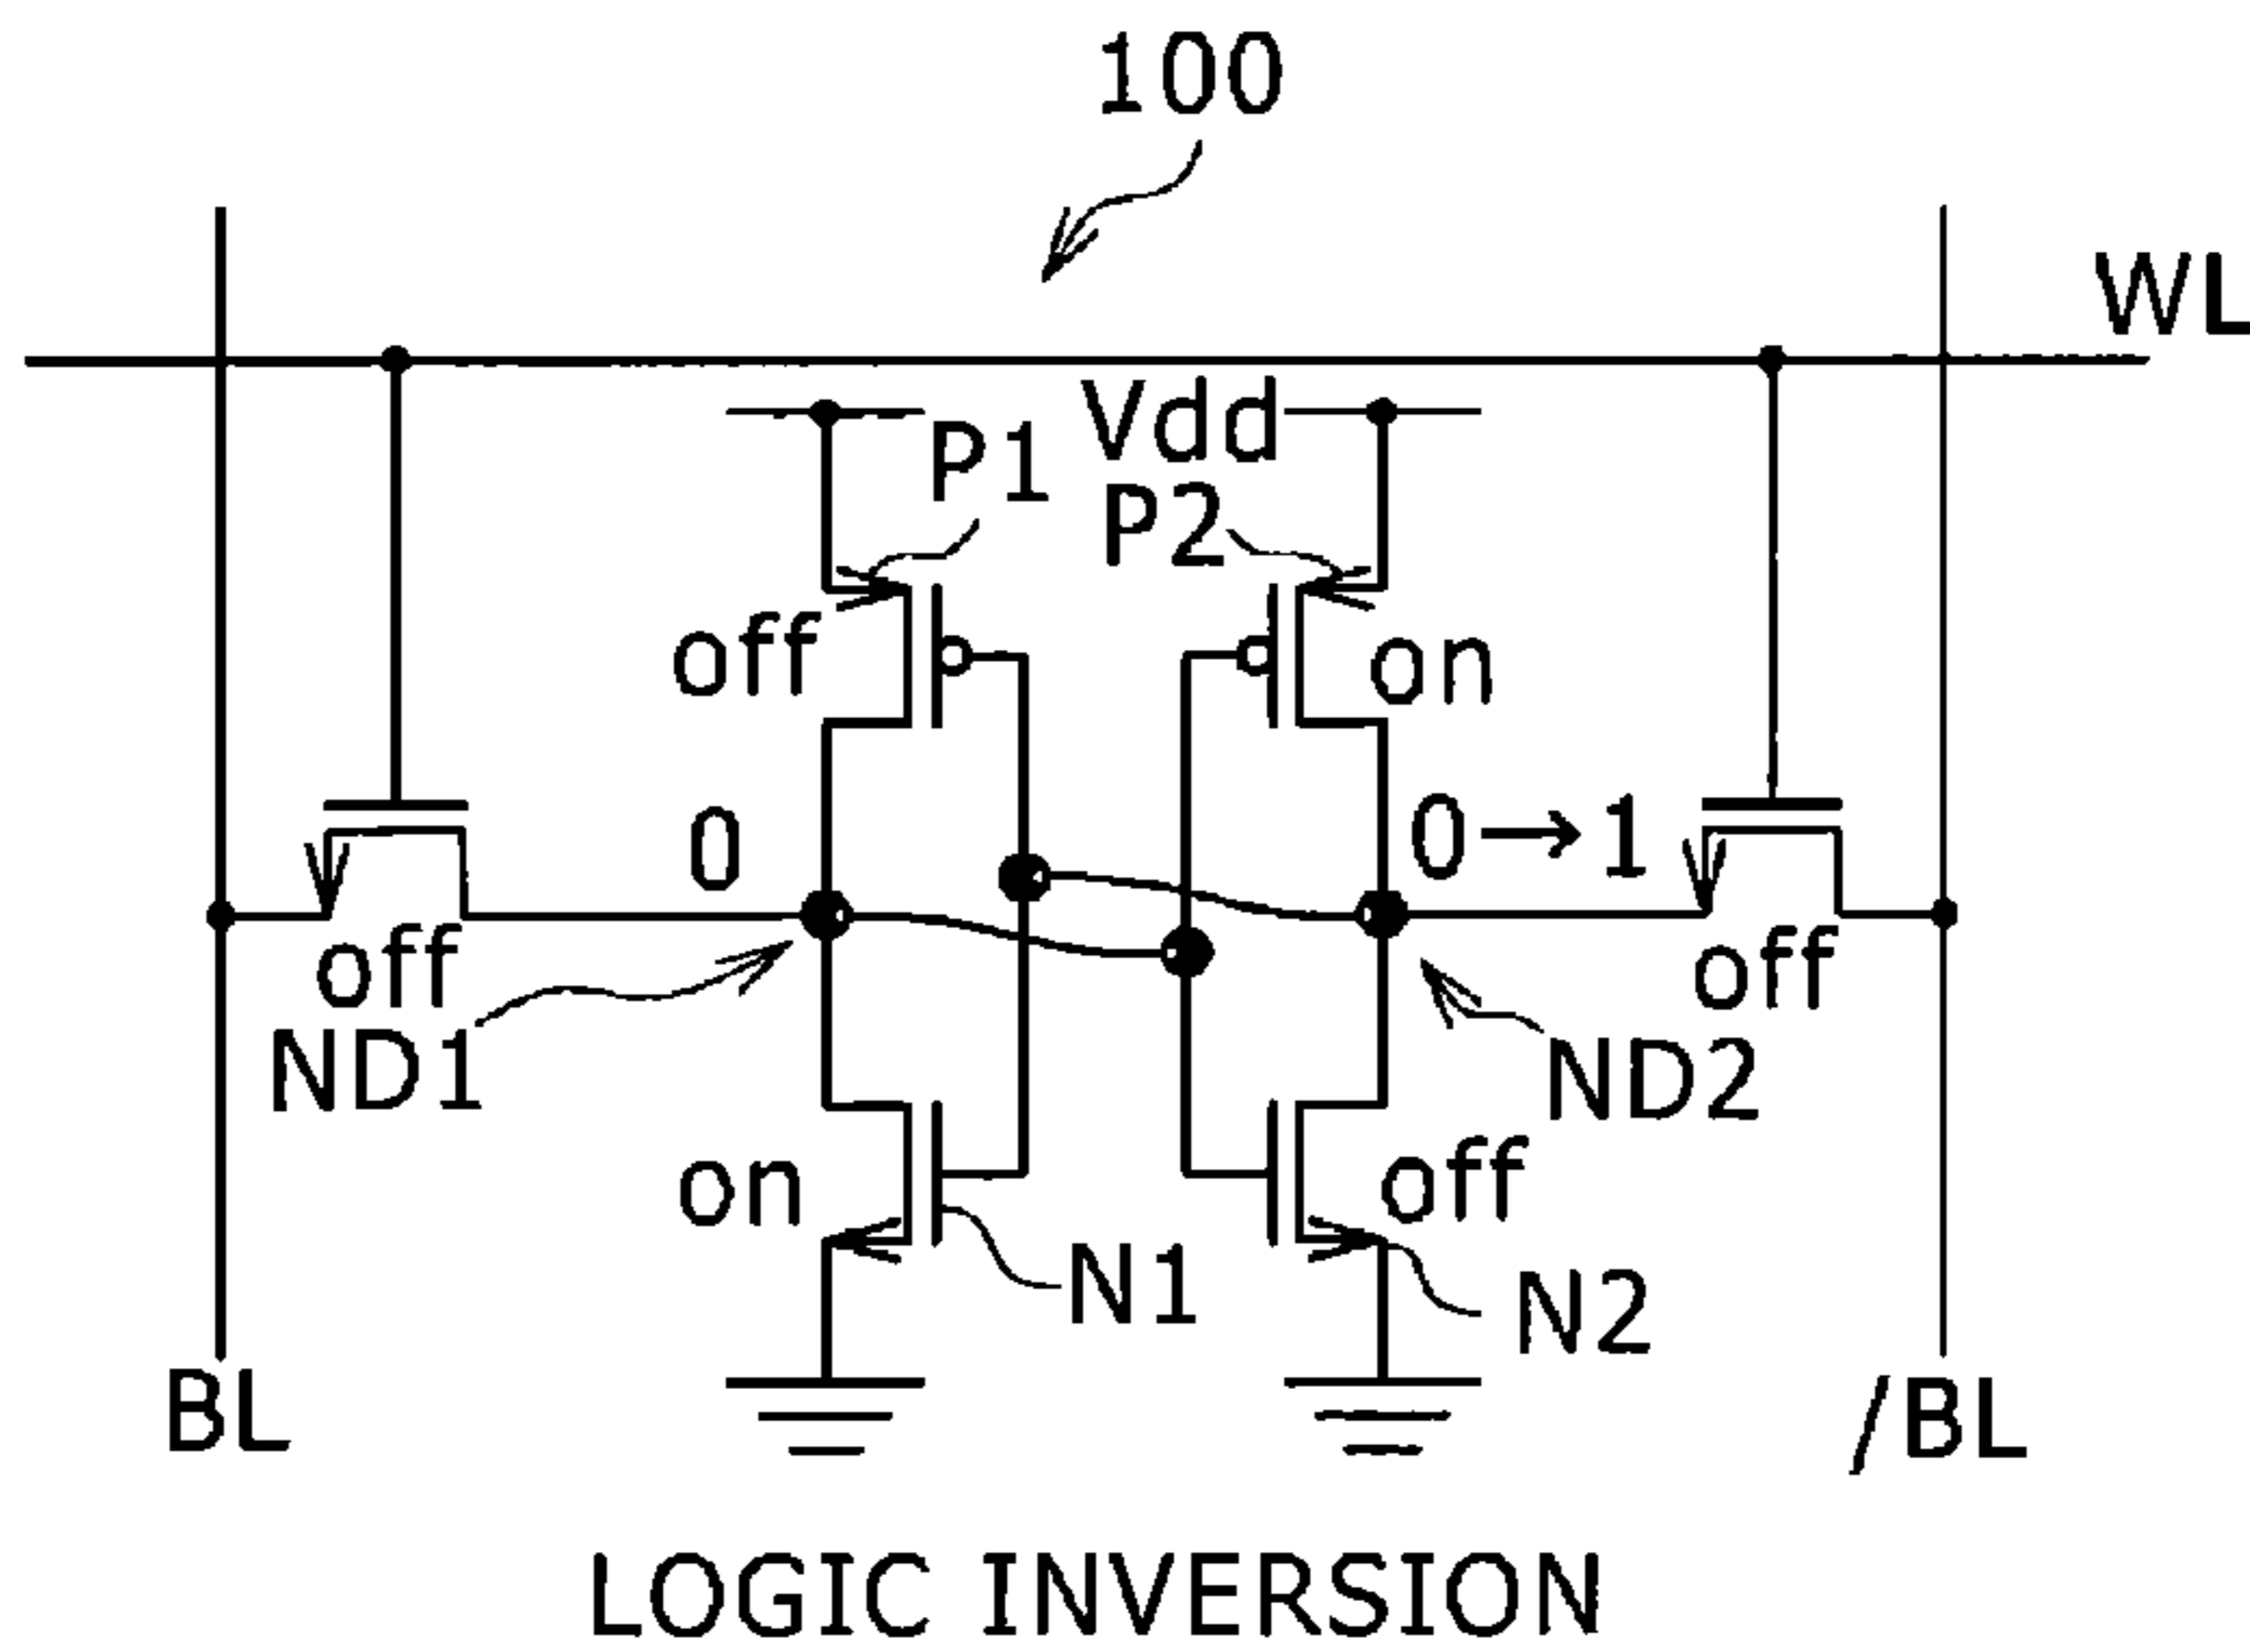 100
WL
Vdd
P1
P2
off
on
0
0→1
off
off
ND1
ND2
on
off
N1
N2
BL
/BL
LOGIC INVERSION